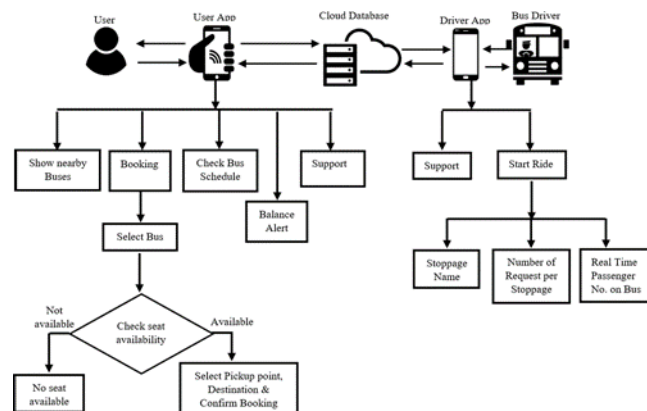 User
User App
Cloud Database
Driver App
Bus Driver
Show nearby
Buses
Booking
Check Bus
Schedule
Support
Balance
Alert
Support
Start Ride
Select Bus
Stoppage
Name
Number of
Request per
Stoppage
Real Time
Passenger
No. on Bus
Not
available
Check seat
availability
Available
No seat
available
Select Pickup point,
Destination &
Confirm Booking